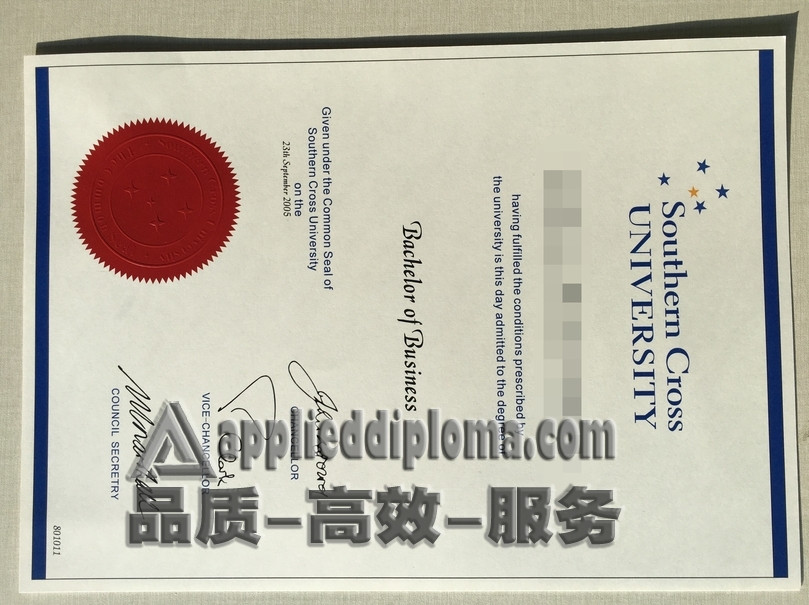 Southern Cross
UNIVERSITY
having fulfilled the conditions prescribed by
the university is this day admitted to the degree of
Bachelor of Business
Given under the Common Seal of
Southern Cross University
on the
23th September 2005
CHANCELLOR
VICE-CHANCELLOR
COUNCIL SECRETRY
801011
applieddiploma.com
品质－高效－服务